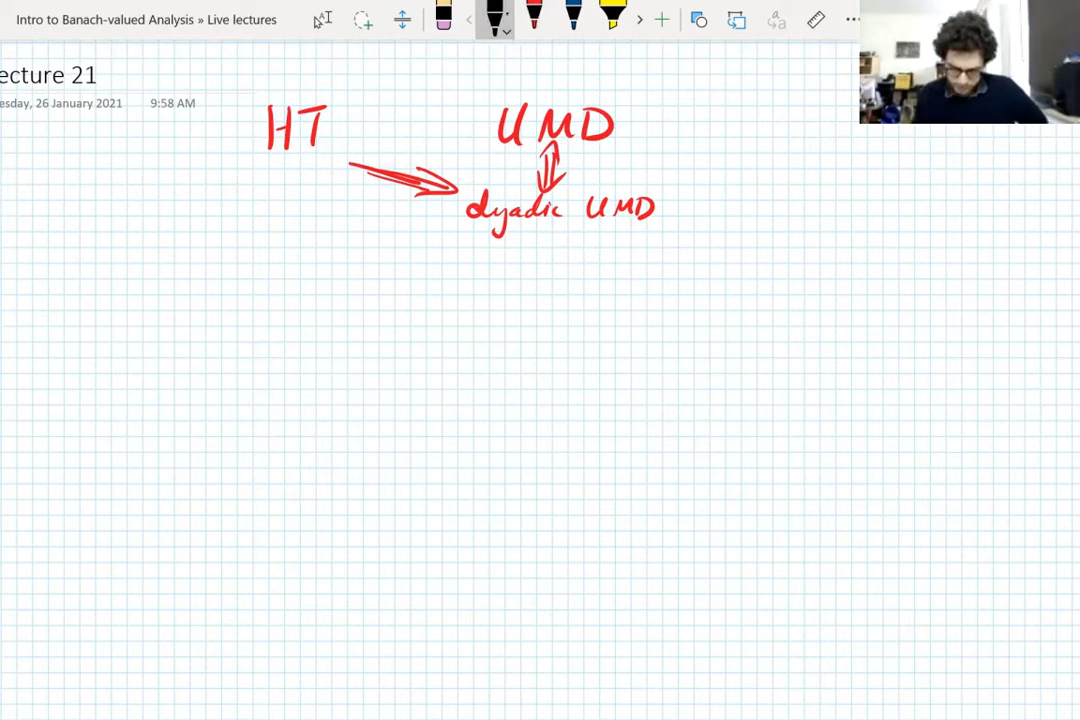 Intro to Banach-valued Analysis » Live lectures
ecture 21
esday, 26 January 2021 9:58 AM
HT UMD
dyadic UMD